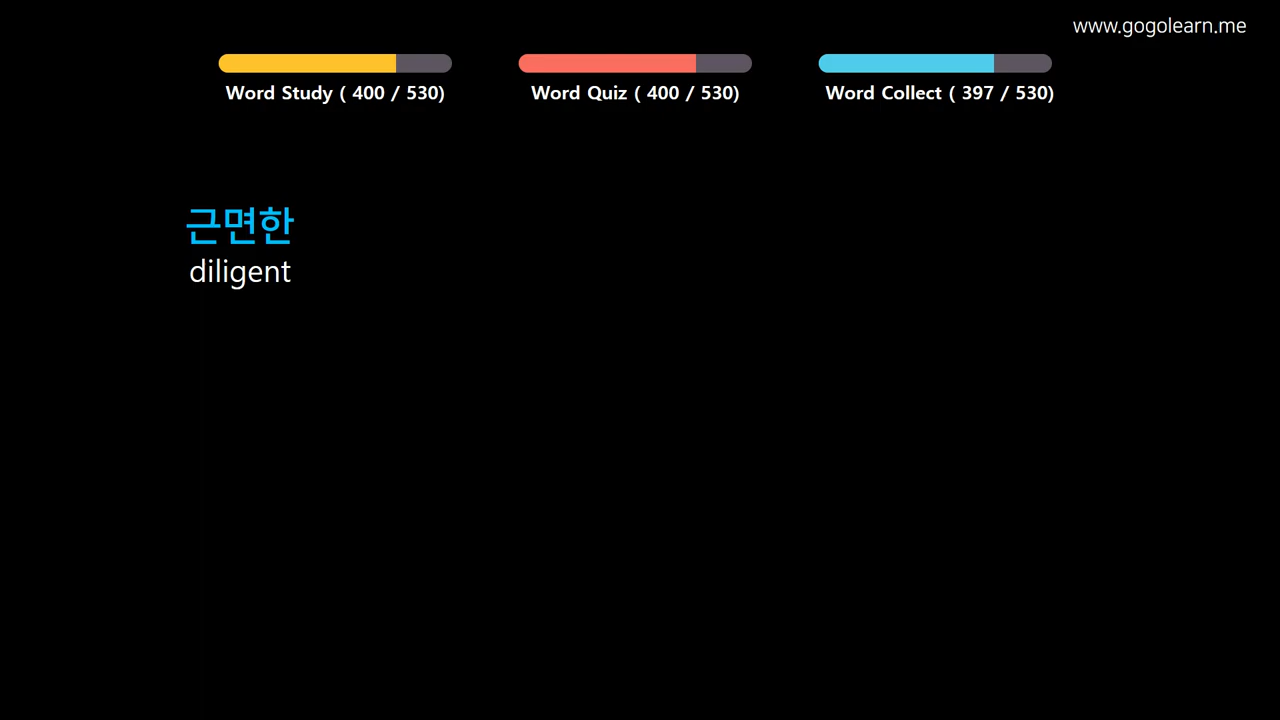 www.gogolearn.me
Word Study ( 400 / 530)
Word Quiz ( 400 / 530)
Word Collect ( 397 / 530)
근면한
diligent